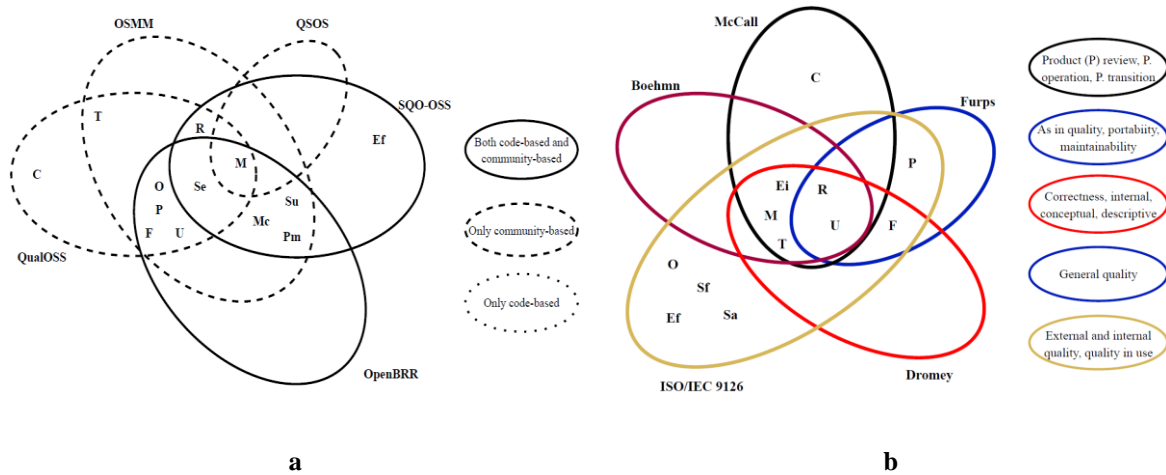 OSMM
QSOS
SQO-OSS
T
R
Ef
M
C
O
Se
Su
P
Mc
F
U
Pm
QualOSS
OpenBRR
Both code-based and
community-based
Only community-based
Only code-based
a
McCall
Boehmn
Furps
C
P
Ei
R
M
U
F
T
O
Sf
Ef
Sa
Dromey
ISO/IEC 9126
Product (P) review, P.
operation, P. transition
As in quality, portabiity,
maintainability
Correctness, internal,
conceptual, descriptive
General quality
External and internal
quality, quality in use
b